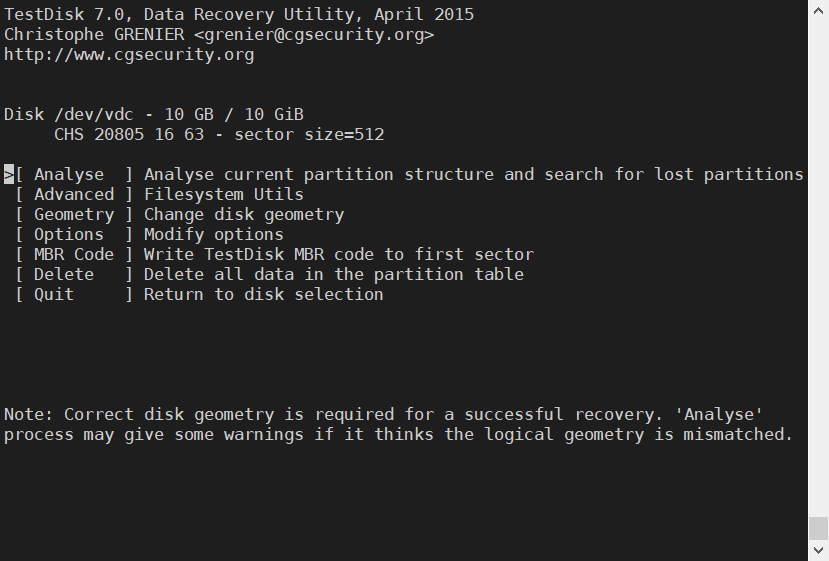 TestDisk 7.0, Data Recovery Utility, April 2015
Christophe GRENIER <grenier@cgsecurity.org>
http://www.cgsecurity.org
Disk /dev/vdc - 10 GB / 10 GiB
     CHS 20805 16 63 - sector size=512
>[ Analyse  ] Analyse current partition structure and search for lost partitions
 [ Advanced ] Filesystem Utils
 [ Geometry ] Change disk geometry
 [ Options  ] Modify options
 [ MBR Code ] Write TestDisk MBR code to first sector
 [ Delete   ] Delete all data in the partition table
 [ Quit     ] Return to disk selection
Note: Correct disk geometry is required for a successful recovery. 'Analyse'
process may give some warnings if it thinks the logical geometry is mismatched.